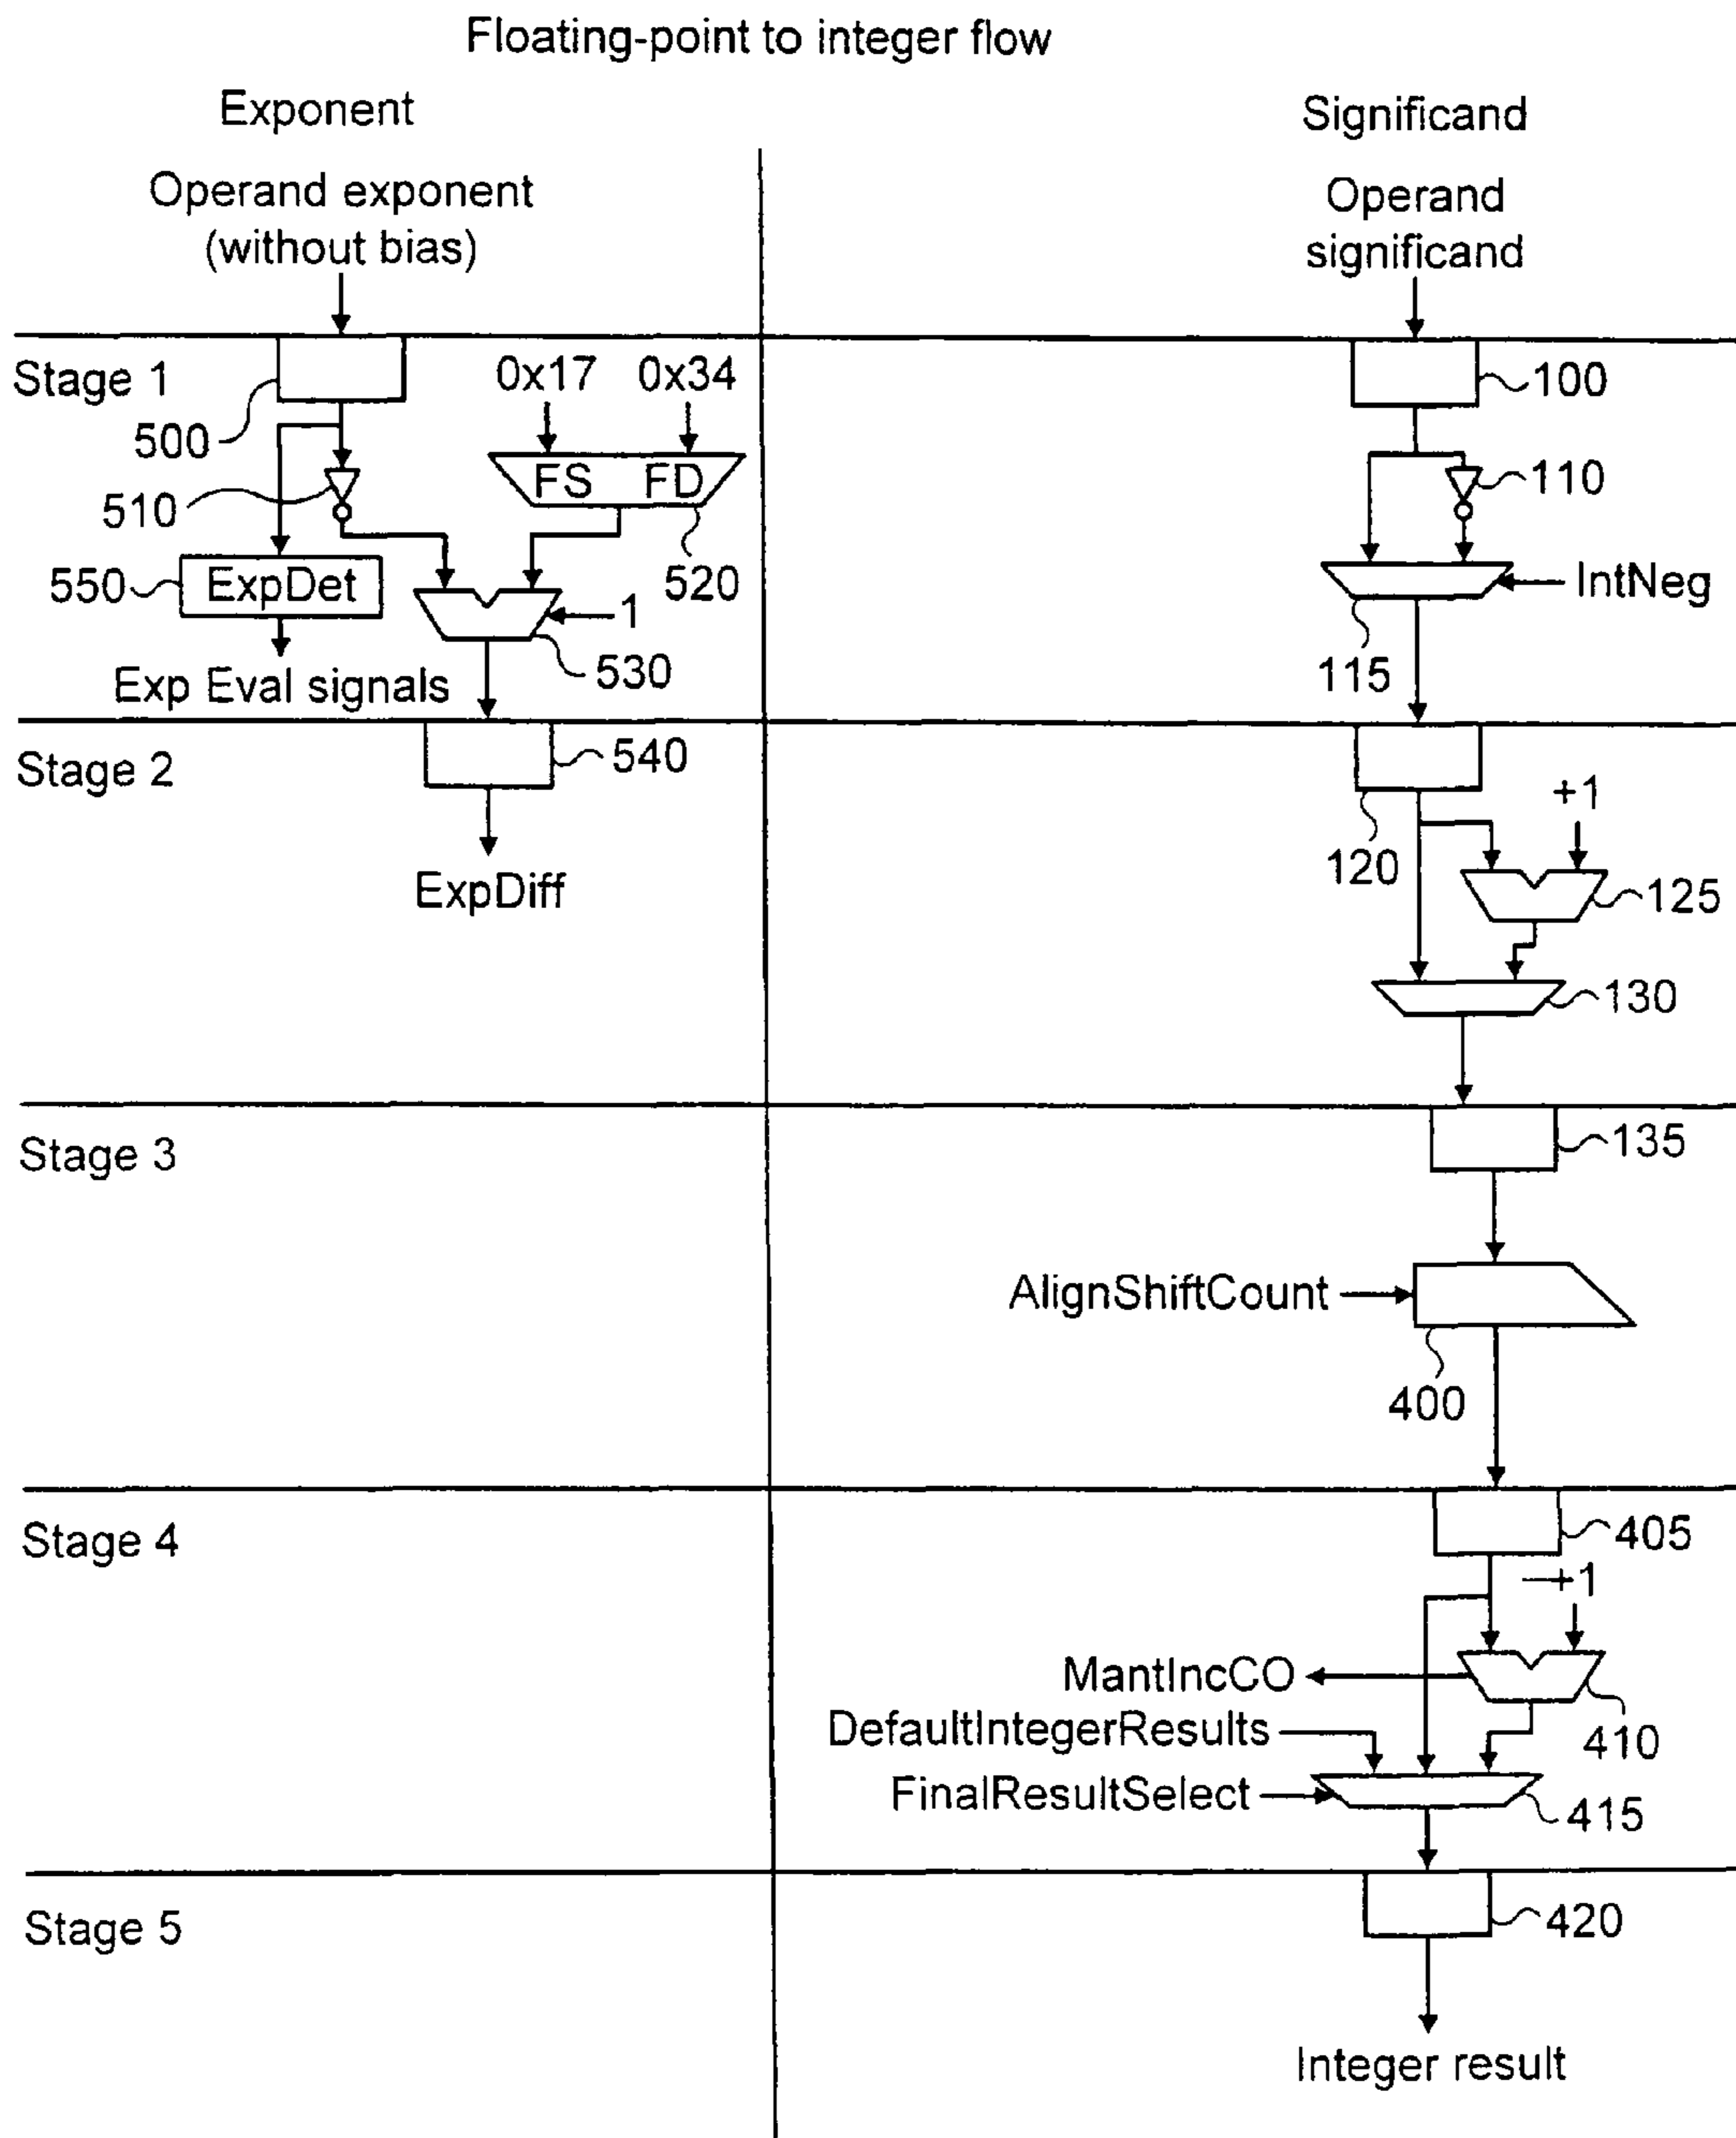 Floating-point to integer flow
Exponent
Significand
Operand exponent
(without bias)
Operand
significand
Stage 1
0x17
0x34
100
500
FS
FD
510
110
550
ExpDet
520
IntNeg
1
530
115
Exp Eval signals
Stage 2
540
+1
120
125
ExpDiff
130
Stage 3
135
AlignShiftCount
400
Stage 4
405
+1
MantIncCO
DefaultIntegerResults
410
FinalResultSelect
415
Stage 5
420
Integer result